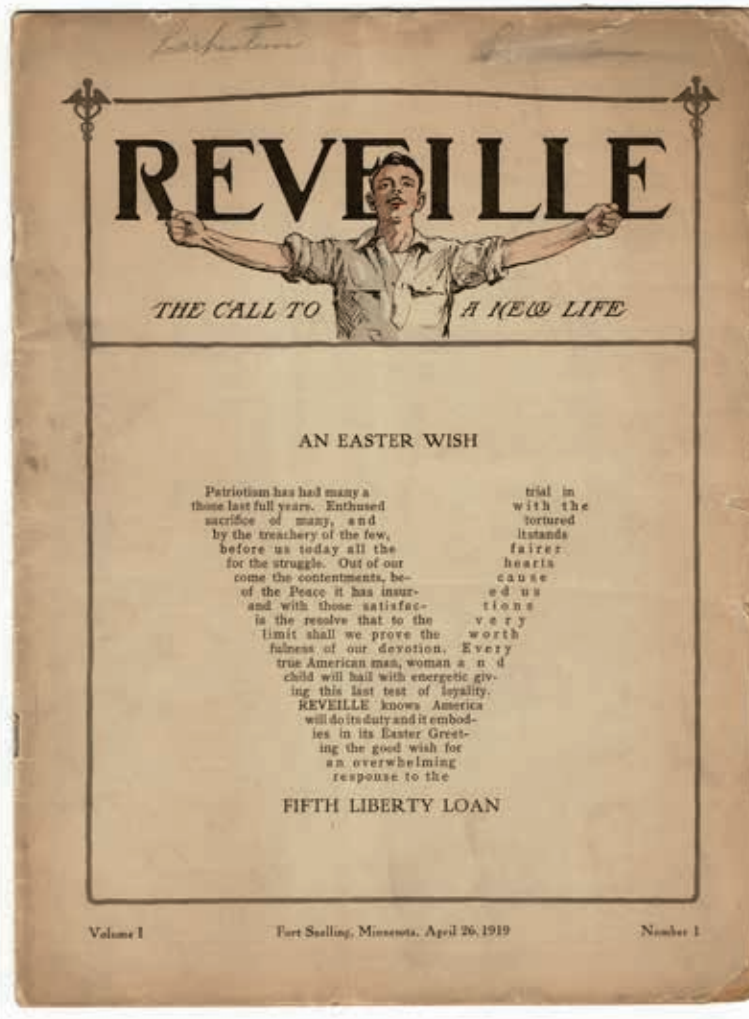 REVEILLE
THE CALL TO A NEW LIFE
AN EASTER WISH
Patriotism has had many a trial in
those last full years. Enthused with the
sacrifice of many, and tortured
by the treachery of the few, itstands
before us today all the fairer
for the struggle. Out of our hearts
come the contentments, be- cause
of the Peace it has insur- ed us
and with those satisfac- tions
is the resolve that to the very
limit shall we prove the worth
fulness of our devotion. Every
true American man, woman and
child will hail with energetic giv-
ing this last test of loyality.
REVEILLE knows America
will do its duty and it embod-
ies in its Easter Greet-
ing the good wish for
an overwhelming
response to the
FIFTH LIBERTY LOAN
Volume I Fort Snelling, Minnesota, April 26, 1919 Number 1